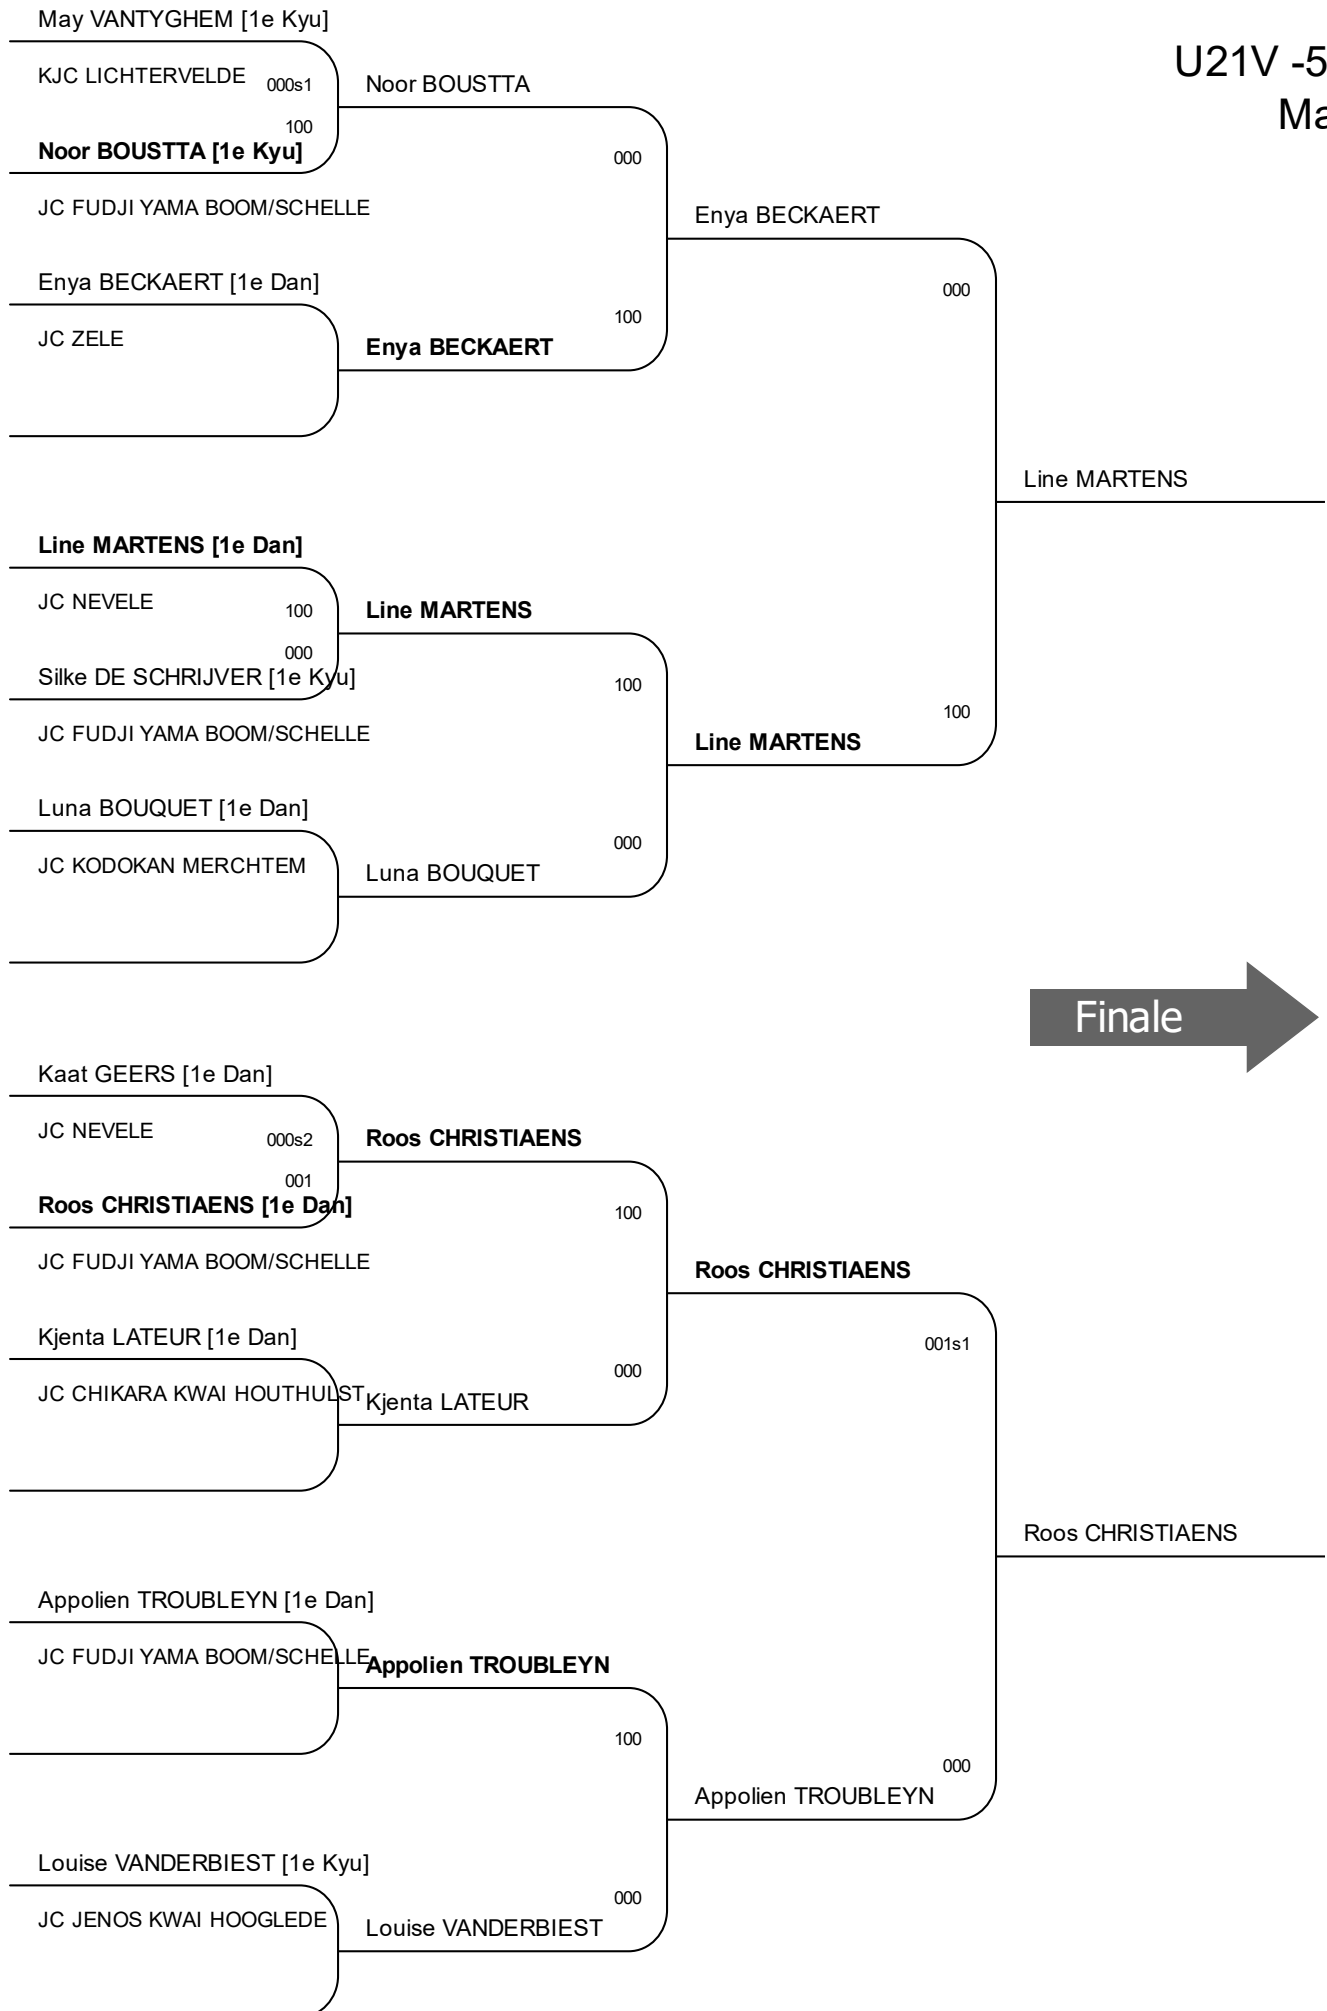 May VANTYGHEM [1e Kyu]
KJC LICHTERVELDE
000s1
100
Noor BOUSTTA [1e Kyu]
JC FUDJI YAMA BOOM/SCHELLE
Enya BECKAERT [1e Dan]
JC ZELE
Line MARTENS [1e Dan]
JC NEVELE
100
000
Silke DE SCHRIJVER [1e Kyu]
JC FUDJI YAMA BOOM/SCHELLE
Luna BOUQUET [1e Dan]
JC KODOKAN MERCHTEM
Kaat GEERS [1e Dan]
JC NEVELE
000s2
001
Roos CHRISTIAENS [1e Dan]
JC FUDJI YAMA BOOM/SCHELLE
Kjenta LATEUR [1e Dan]
JC CHIKARA KWAI HOUTHULST
Appolien TROUBLEYN [1e Dan]
JC FUDJI YAMA BOOM/SCHELLE
Louise VANDERBIEST [1e Kyu]
JC JENOS KWAI HOOGLEDE
Noor BOUSTTA
000
100
Enya BECKAERT
Line MARTENS
100
000
Luna BOUQUET
Roos CHRISTIAENS
100
000
Kjenta LATEUR
Appolien TROUBLEYN
100
000
Louise VANDERBIEST
Enya BECKAERT
000
100
Line MARTENS
Roos CHRISTIAENS
001s1
000
Appolien TROUBLEYN
U21V -5
Ma
Line MARTENS
Finale
Roos CHRISTIAENS